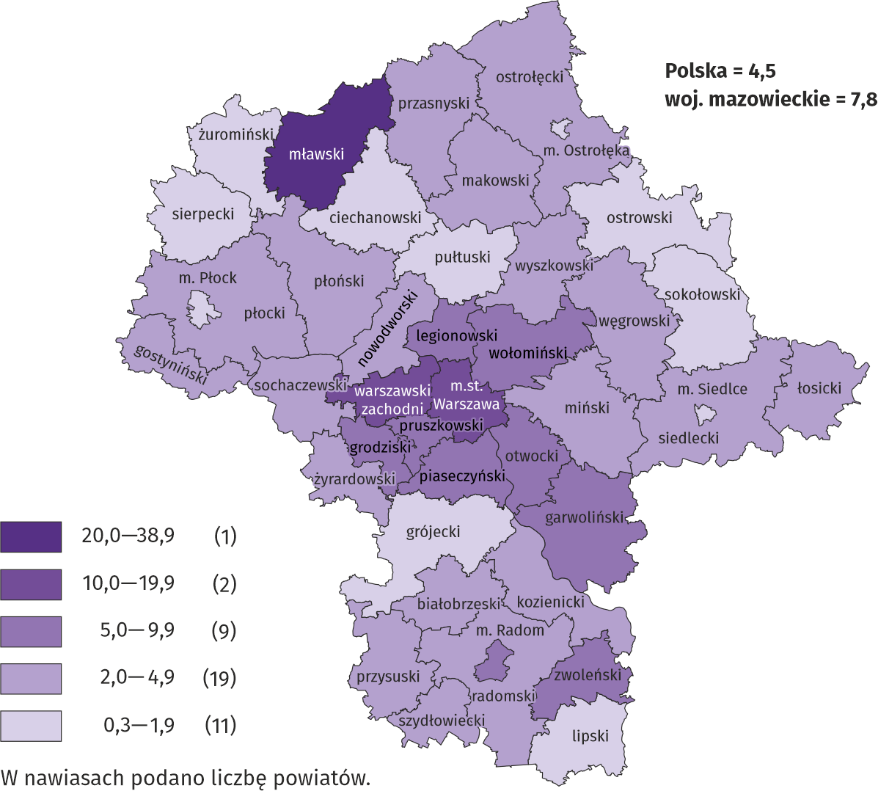 ostrołęcki
Polska = 4,5
woj. mazowieckie = 7,8
przasnyski
żuromiński
mławski
m. Ostrołęka
makowski
sierpecki
ciechanowski
ostrowski
pułtuski
wyszkowski
m. Płock
płoński
sokołowski
płocki
nowodworski
legionowski
węgrowski
wołomiński
gostyniński
sochaczewski
warszawski
zachodni
m.st.
Warszawa
miński
m. Siedlce
łosicki
siedlecki
pruszkowski
grodziski
otwocki
żyrardowski
piaseczyński
garwoliński
grójecki
20,0—38,9 (1)
10,0—19,9 (2)
5,0—9,9 (9)
2,0—4,9 (19)
0,3—1,9 (11)
białobrzeski
kozienicki
m. Radom
przysuski
zwoleński
radomski
szydłowiecki
lipski
W nawiasach podano liczbę powiatów.